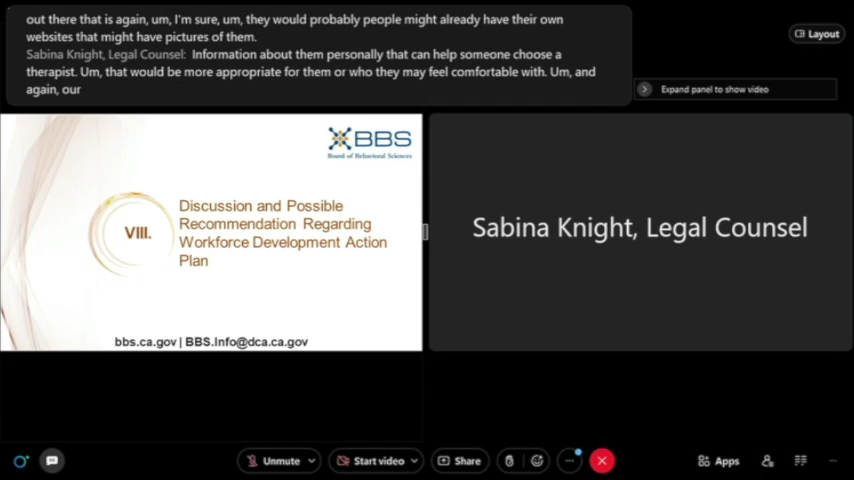 out there that is again, um, I'm sure, um, they would probably people might already have their own
websites that might have pictures of them.
Sabina Knight, Legal Counsel: Information about them personally that can help someone choose a
therapist. Um, that would be more appropriate for them or who they may feel comfortable with. Um, and
again, our
Layout
Expand panel to show video
BBS
Board of Behavioral Sciences
VIII.
Discussion and Possible
Recommendation Regarding
Workforce Development Action
Plan
bbs.ca.gov | BBS.Info@dca.ca.gov
Sabina Knight, Legal Counsel
Unmute
Start video
Share
Apps